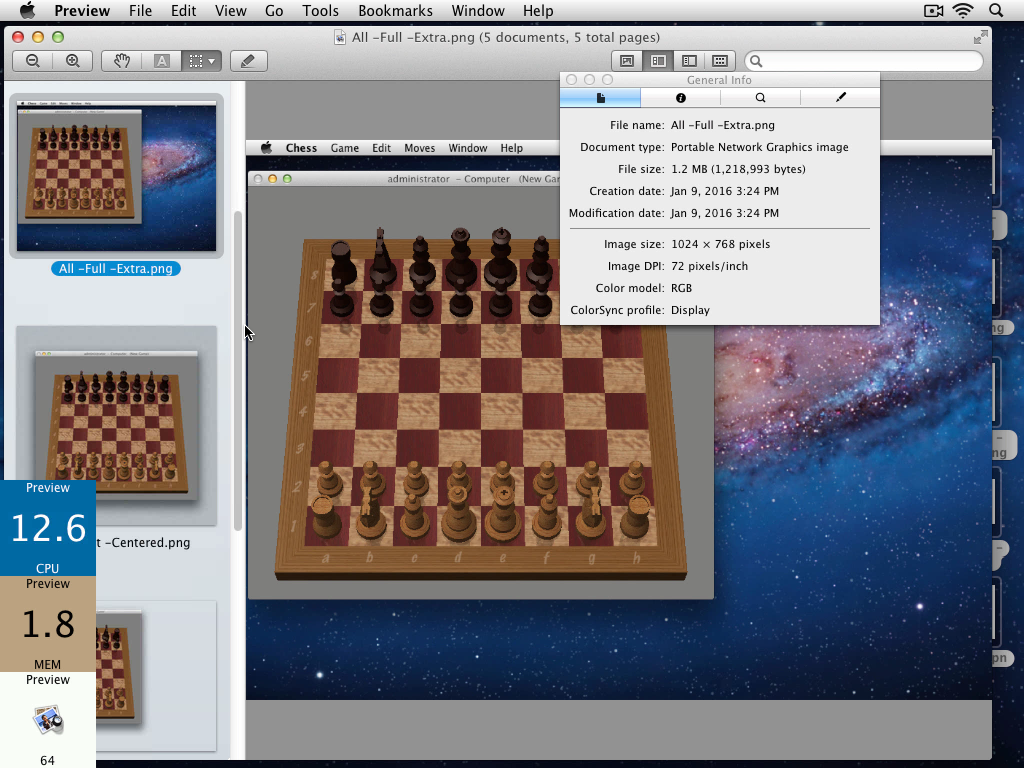 Preview File Edit View Go Tools Bookmarks Window Help
All -Full -Extra.png (5 documents, 5 total pages)
General Info
File name: All -Full -Extra.png
Document type: Portable Network Graphics image
File size: 1.2 MB (1,218,993 bytes)
Creation date: Jan 9, 2016 3:24 PM
Modification date: Jan 9, 2016 3:24 PM
Image size: 1024 × 768 pixels
Image DPI: 72 pixels/inch
Color model: RGB
ColorSync profile: Display
All -Full -Extra.png
t -Centered.png
Chess Game Edit Moves Window Help
administrator - Computer (New Gam
8
7
6
5
4
3
2
1
a b c d e f g h
Preview
12.6
CPU
Preview
1.8
MEM
Preview
64
ng
-
ng
-
pn